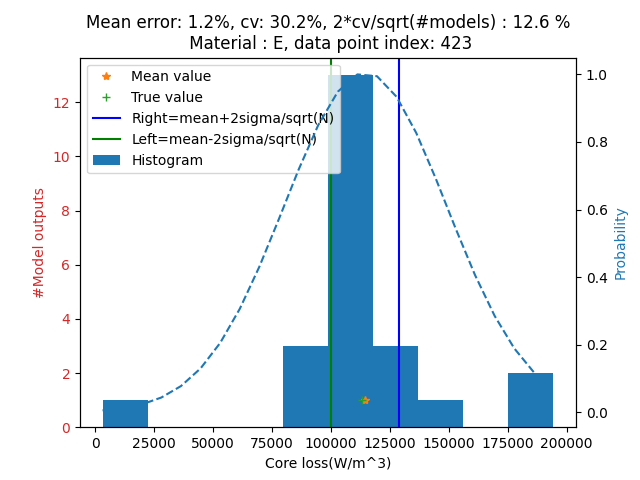 Mean error: 1.2%, cv: 30.2%, 2*cv/sqrt(#models) : 12.6 %
Material : E, data point index: 423
Mean value
True value
Right=mean+2sigma/sqrt(N)
Left=mean-2sigma/sqrt(N)
Histogram
#Model outputs
12
10
8
6
4
2
0
1.0
0.8
0.6
0.4
0.2
0.0
Probability
0 25000 50000 75000 100000 125000 150000 175000 200000
Core loss(W/m^3)